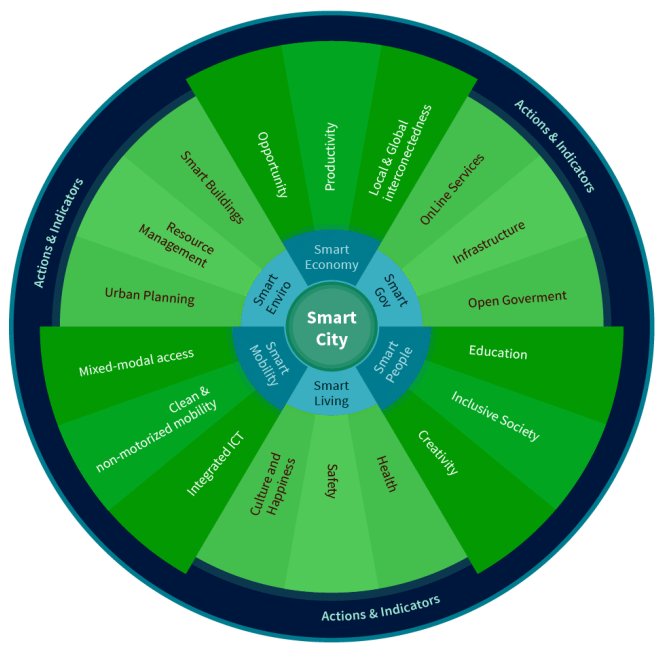 Smart
City
Smart
Economy
Opportunity
Productivity
Local & Global
interconectedness
Smart
Gov
OnLine Services
Infrastructure
Open Goverment
Smart
People
Education
Inclusive Society
Creativity
Smart
Living
Health
Safety
Culture and
Happiness
Smart
Mobility
Integrated ICT
Clean &
non-motorized mobility
Mixed-modal access
Smart
Enviro
Urban Planning
Resource
Management
Smart Buildings
Actions & Indicators
Actions & Indicators
Actions & Indicators